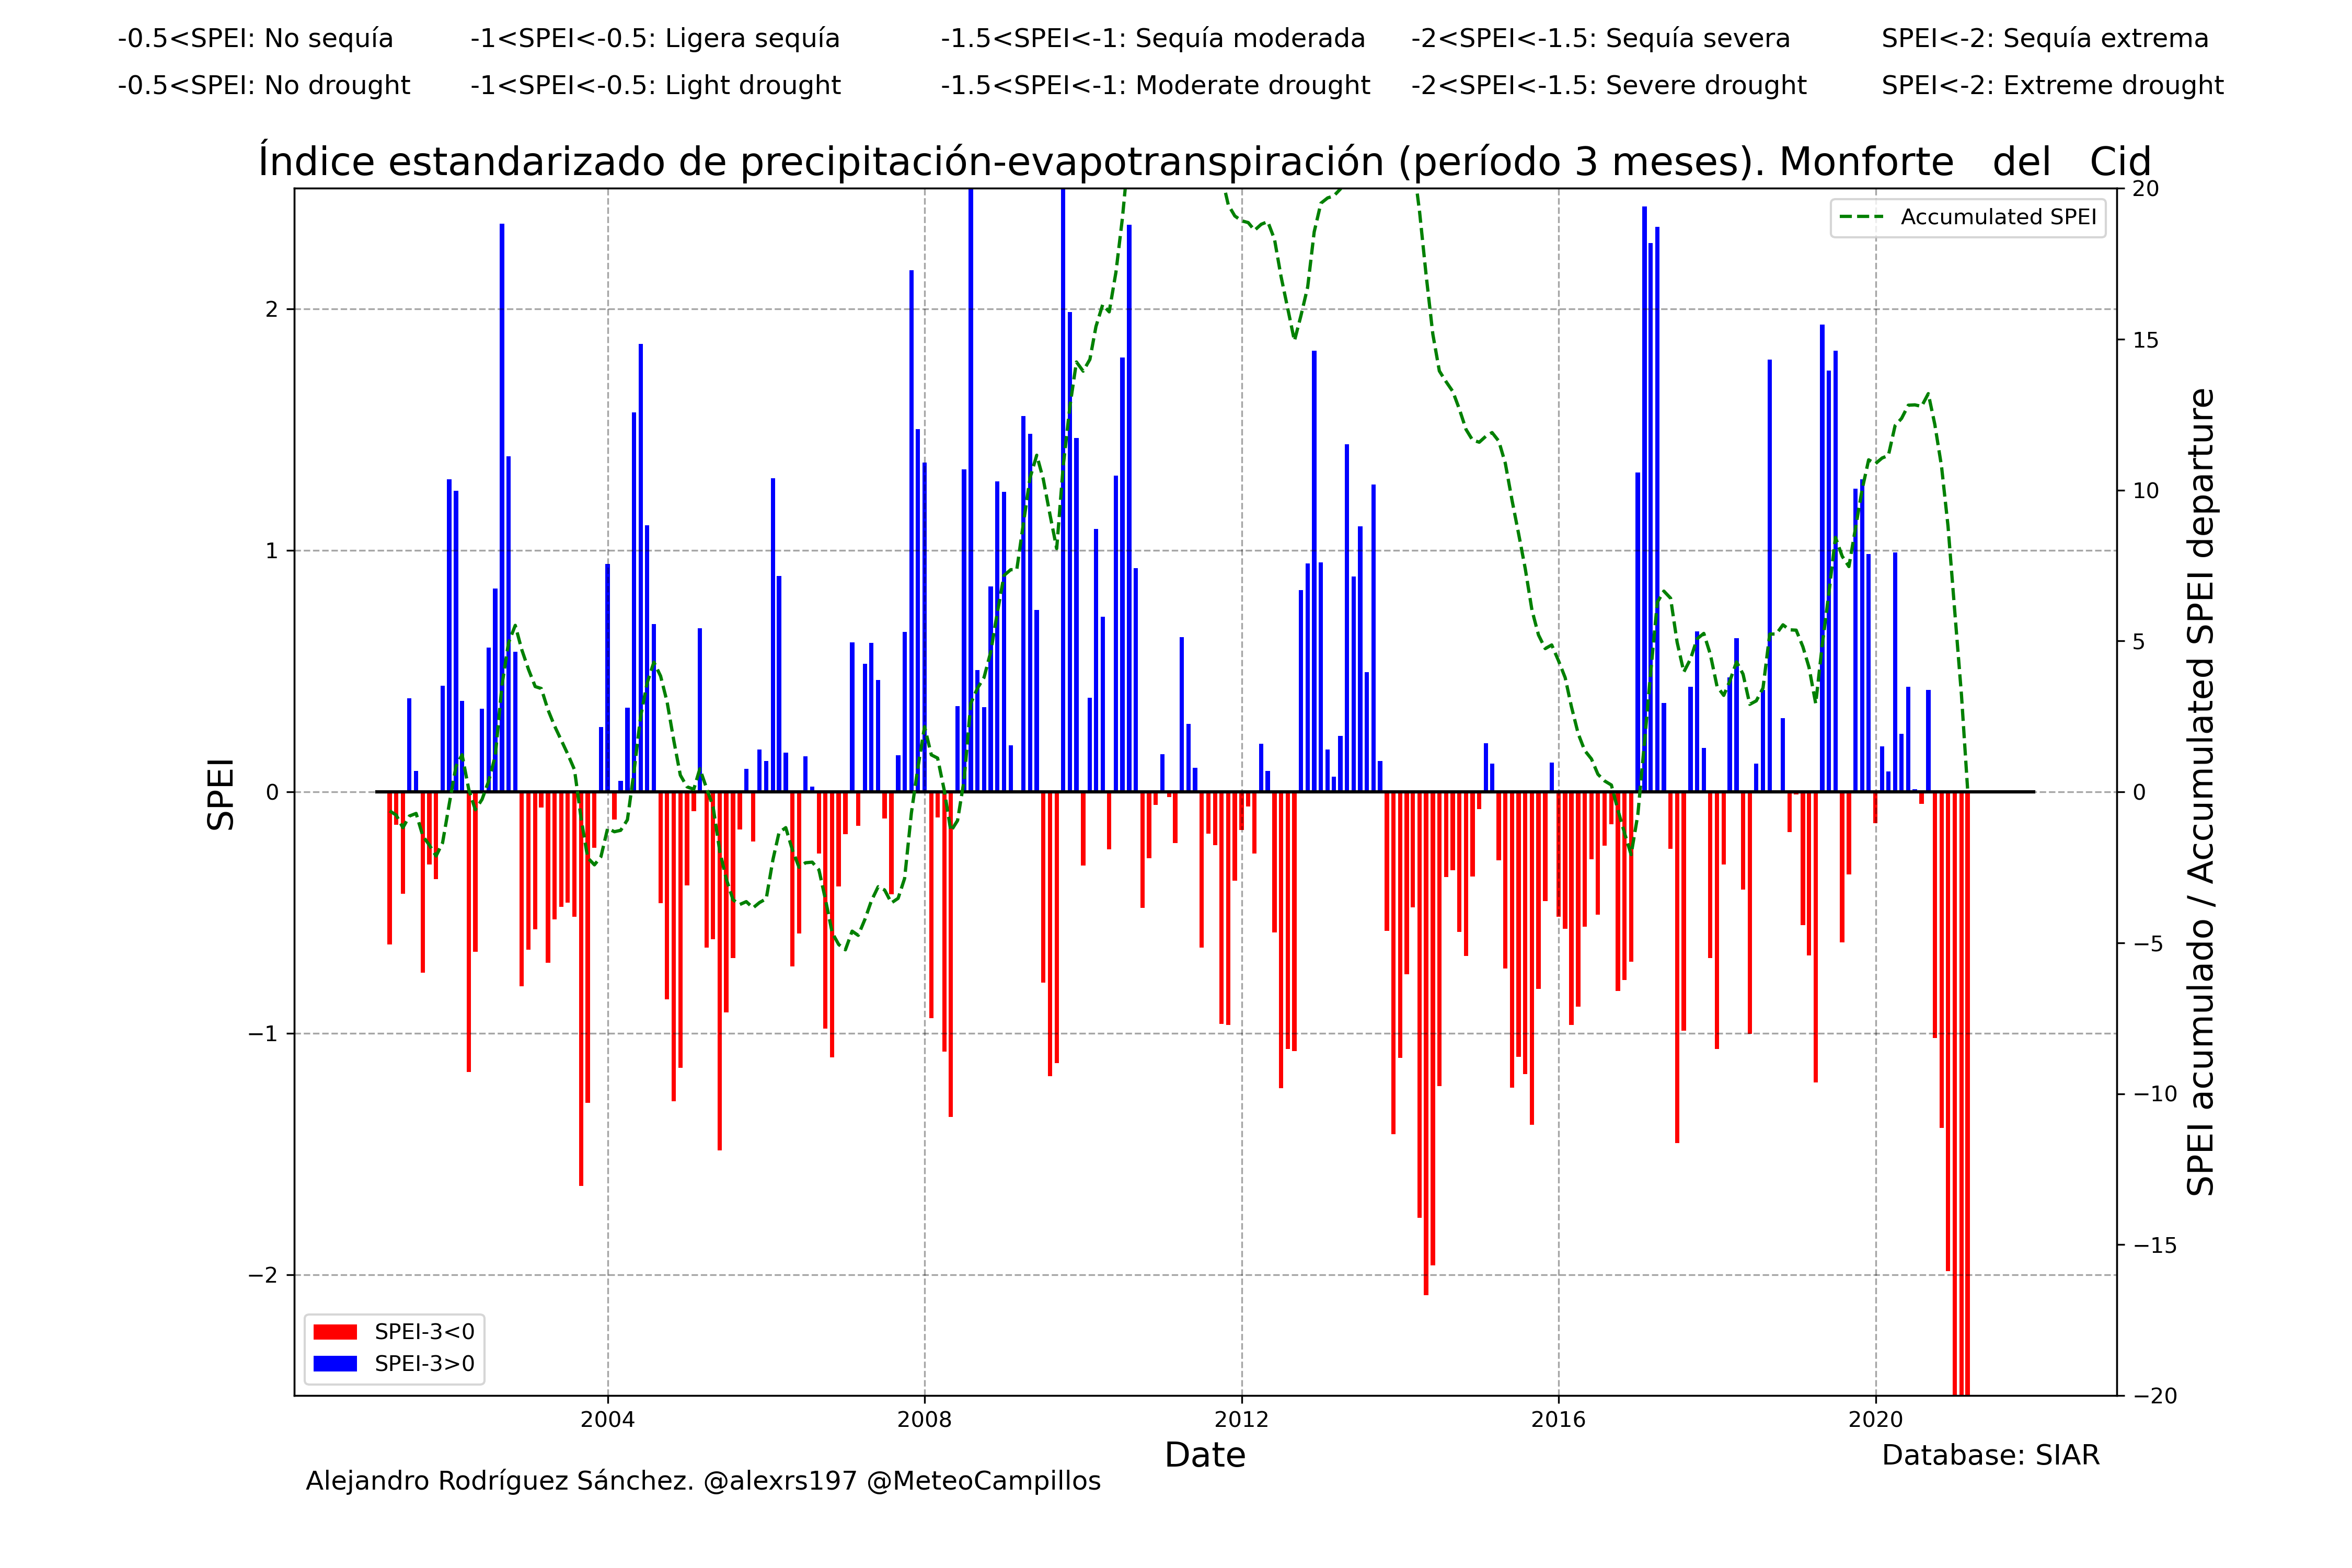 -0.5<SPEI: No sequía -1<SPEI<-0.5: Ligera sequía -1.5<SPEI<-1: Sequía moderada -2<SPEI<-1.5: Sequía severa SPEI<-2: Sequía extrema
-0.5<SPEI: No drought -1<SPEI<-0.5: Light drought -1.5<SPEI<-1: Moderate drought -2<SPEI<-1.5: Severe drought SPEI<-2: Extreme drought
Índice estandarizado de precipitación-evapotranspiración (período 3 meses). Monforte del Cid
Accumulated SPEI
2
1
0
−1
−2
SPEI
20
15
10
5
0
−5
−10
−15
−20
SPEI acumulado / Accumulated SPEI departure
SPEI-3<0
SPEI-3>0
2004 2008 2012 2016 2020
Date
Database: SIAR
Alejandro Rodríguez Sánchez. @alexrs197 @MeteoCampillos